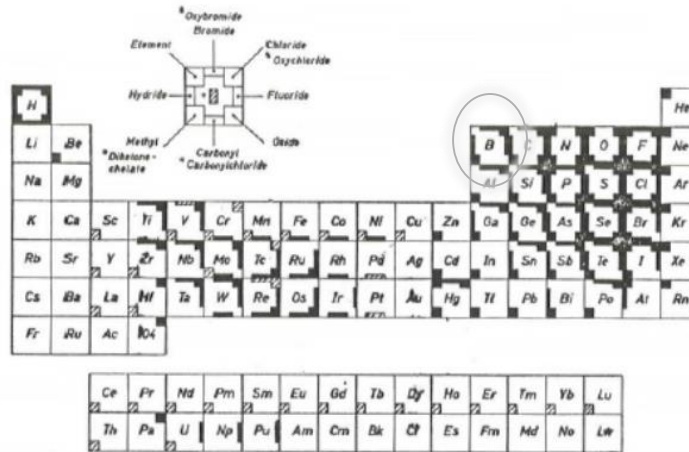 *Oxybromide
Bromide
Element
Chloride
*Oxychloride
Hydride
Fluoride
Methyl
*Diketone-
chelate
Carbonyl
*Carbonylchloride
Oxide
H He
Li Be B C N O F Ne
Na Mg Al Si P S Cl Ar
K Ca Sc Ti V Cr Mn Fe Co Ni Cu Zn Ga Ge As Se Br Kr
Rb Sr Y Zr Nb Mo Tc Ru Rh Pd Ag Cd In Sn Sb Te I Xe
Cs Ba La Hf Ta W Re Os Ir Pt Au Hg Tl Pb Bi Po At Rn
Fr Ra Ac 104
Ce Pr Nd Pm Sm Eu Gd Tb Dy Ho Er Tm Yb Lu
Th Pa U Np Pu Am Cm Bk Cf Es Fm Md No Lw